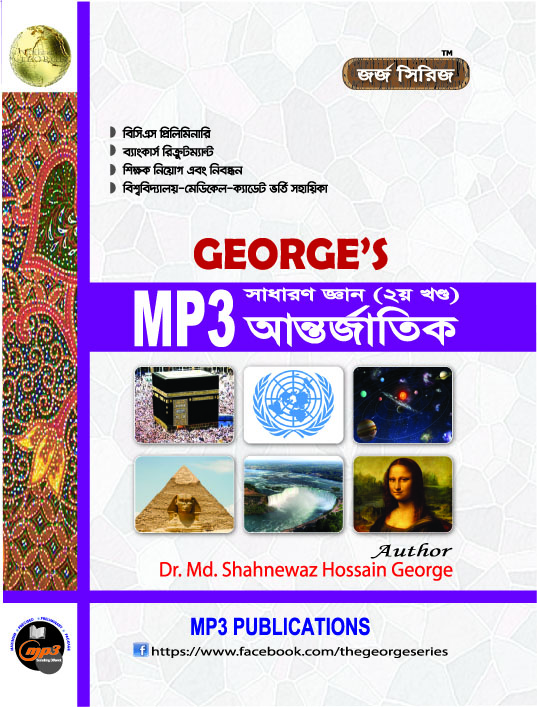 TM
জর্জ সিরিজ
বিসিএস প্রিলিমিনারি
ব্যাংকার্স রিক্রুটম্যান্ট
শিক্ষক নিয়োগ এবং নিবন্ধন
বিশ্ববিদ্যালয়-মেডিকেল-ক্যাডেট ভর্তি সহায়িকা
GEORGE'S
সাধারণ জ্ঞান (২য় খণ্ড)
MP3 আন্তর্জাতিক
Author
Dr. Md. Shahnewaz Hossain George
MP3 PUBLICATIONS
https://www.facebook.com/thegeorgeseries
mp3